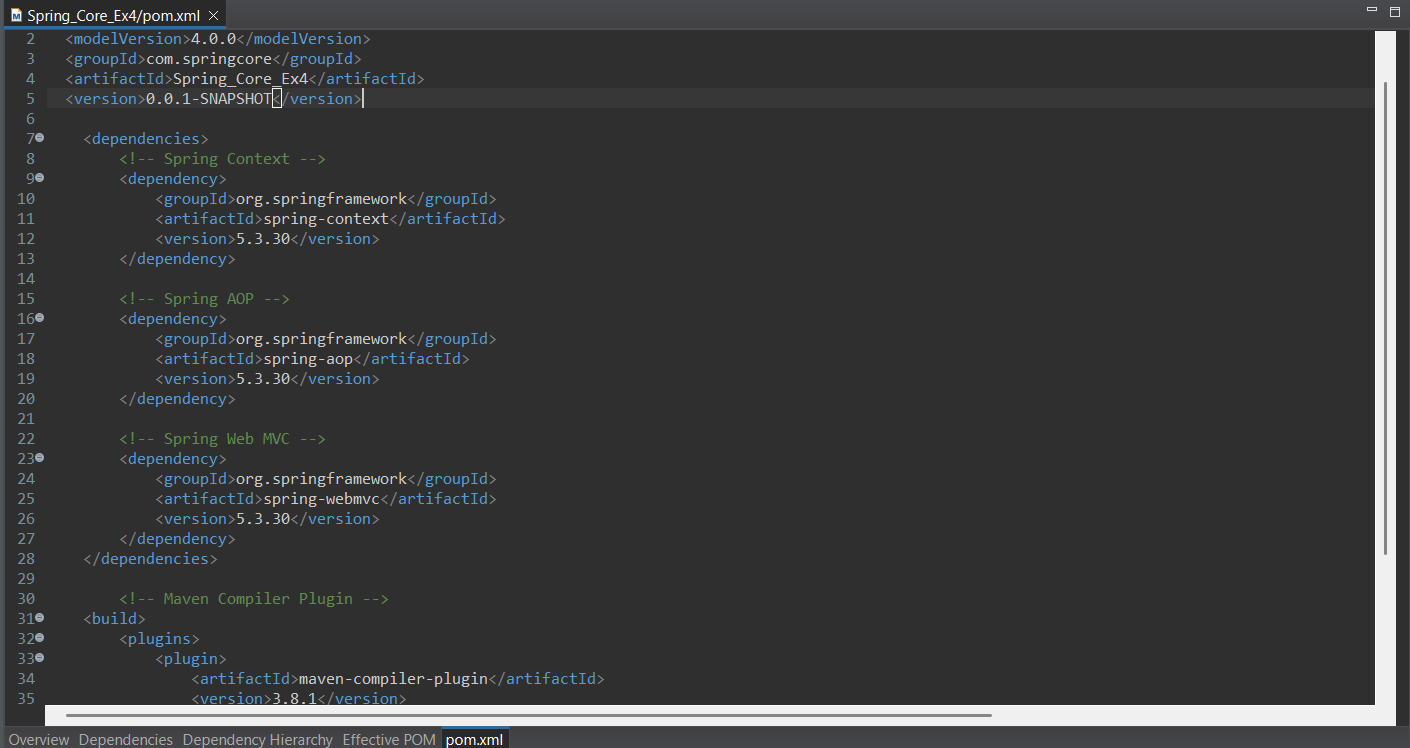 Spring_Core_Ex4/pom.xml
2 <modelVersion>4.0.0</modelVersion>
3 <groupId>com.springcore</groupId>
4 <artifactId>Spring_Core_Ex4</artifactId>
5 <version>0.0.1-SNAPSHOT</version>
6
7 <dependencies>
8 <!-- Spring Context -->
9 <dependency>
10 <groupId>org.springframework</groupId>
11 <artifactId>spring-context</artifactId>
12 <version>5.3.30</version>
13 </dependency>
14
15 <!-- Spring AOP -->
16 <dependency>
17 <groupId>org.springframework</groupId>
18 <artifactId>spring-aop</artifactId>
19 <version>5.3.30</version>
20 </dependency>
21
22 <!-- Spring Web MVC -->
23 <dependency>
24 <groupId>org.springframework</groupId>
25 <artifactId>spring-webmvc</artifactId>
26 <version>5.3.30</version>
27 </dependency>
28 </dependencies>
29
30 <!-- Maven Compiler Plugin -->
31 <build>
32 <plugins>
33 <plugin>
34 <artifactId>maven-compiler-plugin</artifactId>
35 <version>3.8.1</version>
Overview Dependencies Dependency Hierarchy Effective POM pom.xml